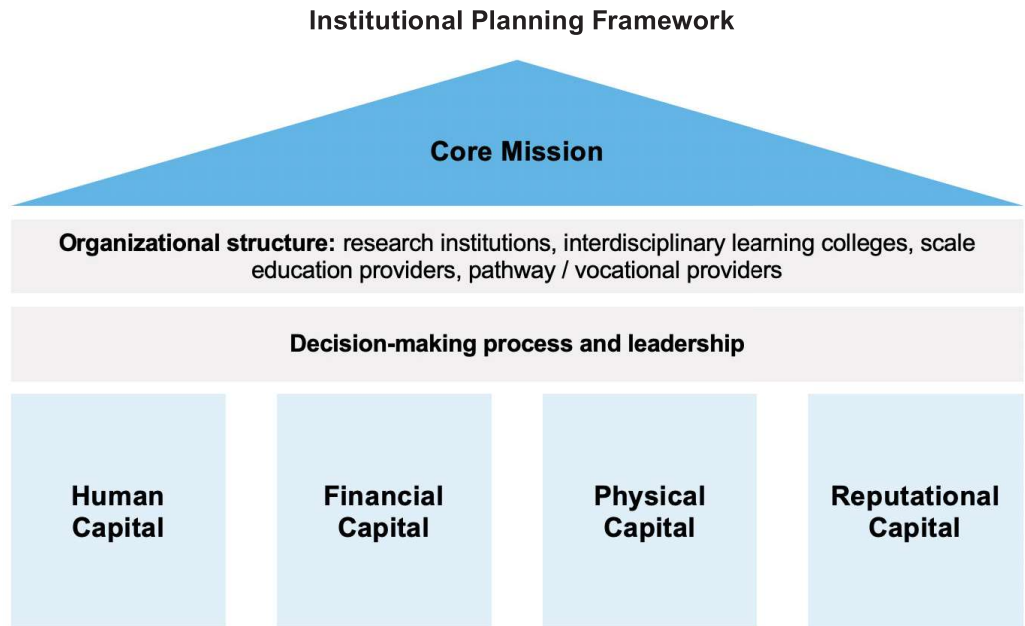 Institutional Planning Framework
Core Mission
Organizational structure: research institutions, interdisciplinary learning colleges, scale
education providers, pathway / vocational providers
Decision-making process and leadership
Human
Capital
Financial
Capital
Physical
Capital
Reputational
Capital